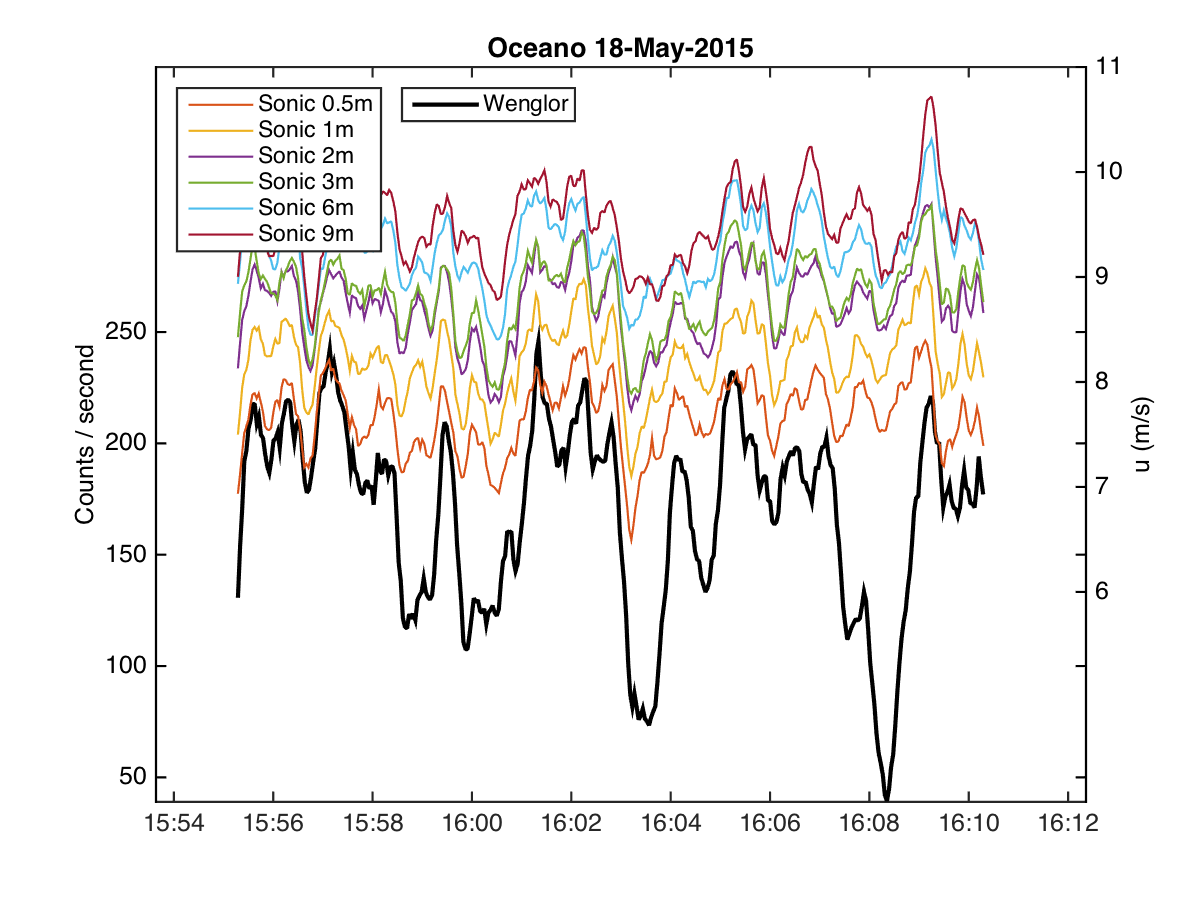 Oceano 18-May-2015
Sonic 0.5m
Sonic 1m
Sonic 2m
Sonic 3m
Sonic 6m
Sonic 9m
Wenglor
Counts / second
250
200
150
100
50
11
10
9
8
7
6
u (m/s)
15:54 15:56 15:58 16:00 16:02 16:04 16:06 16:08 16:10 16:12